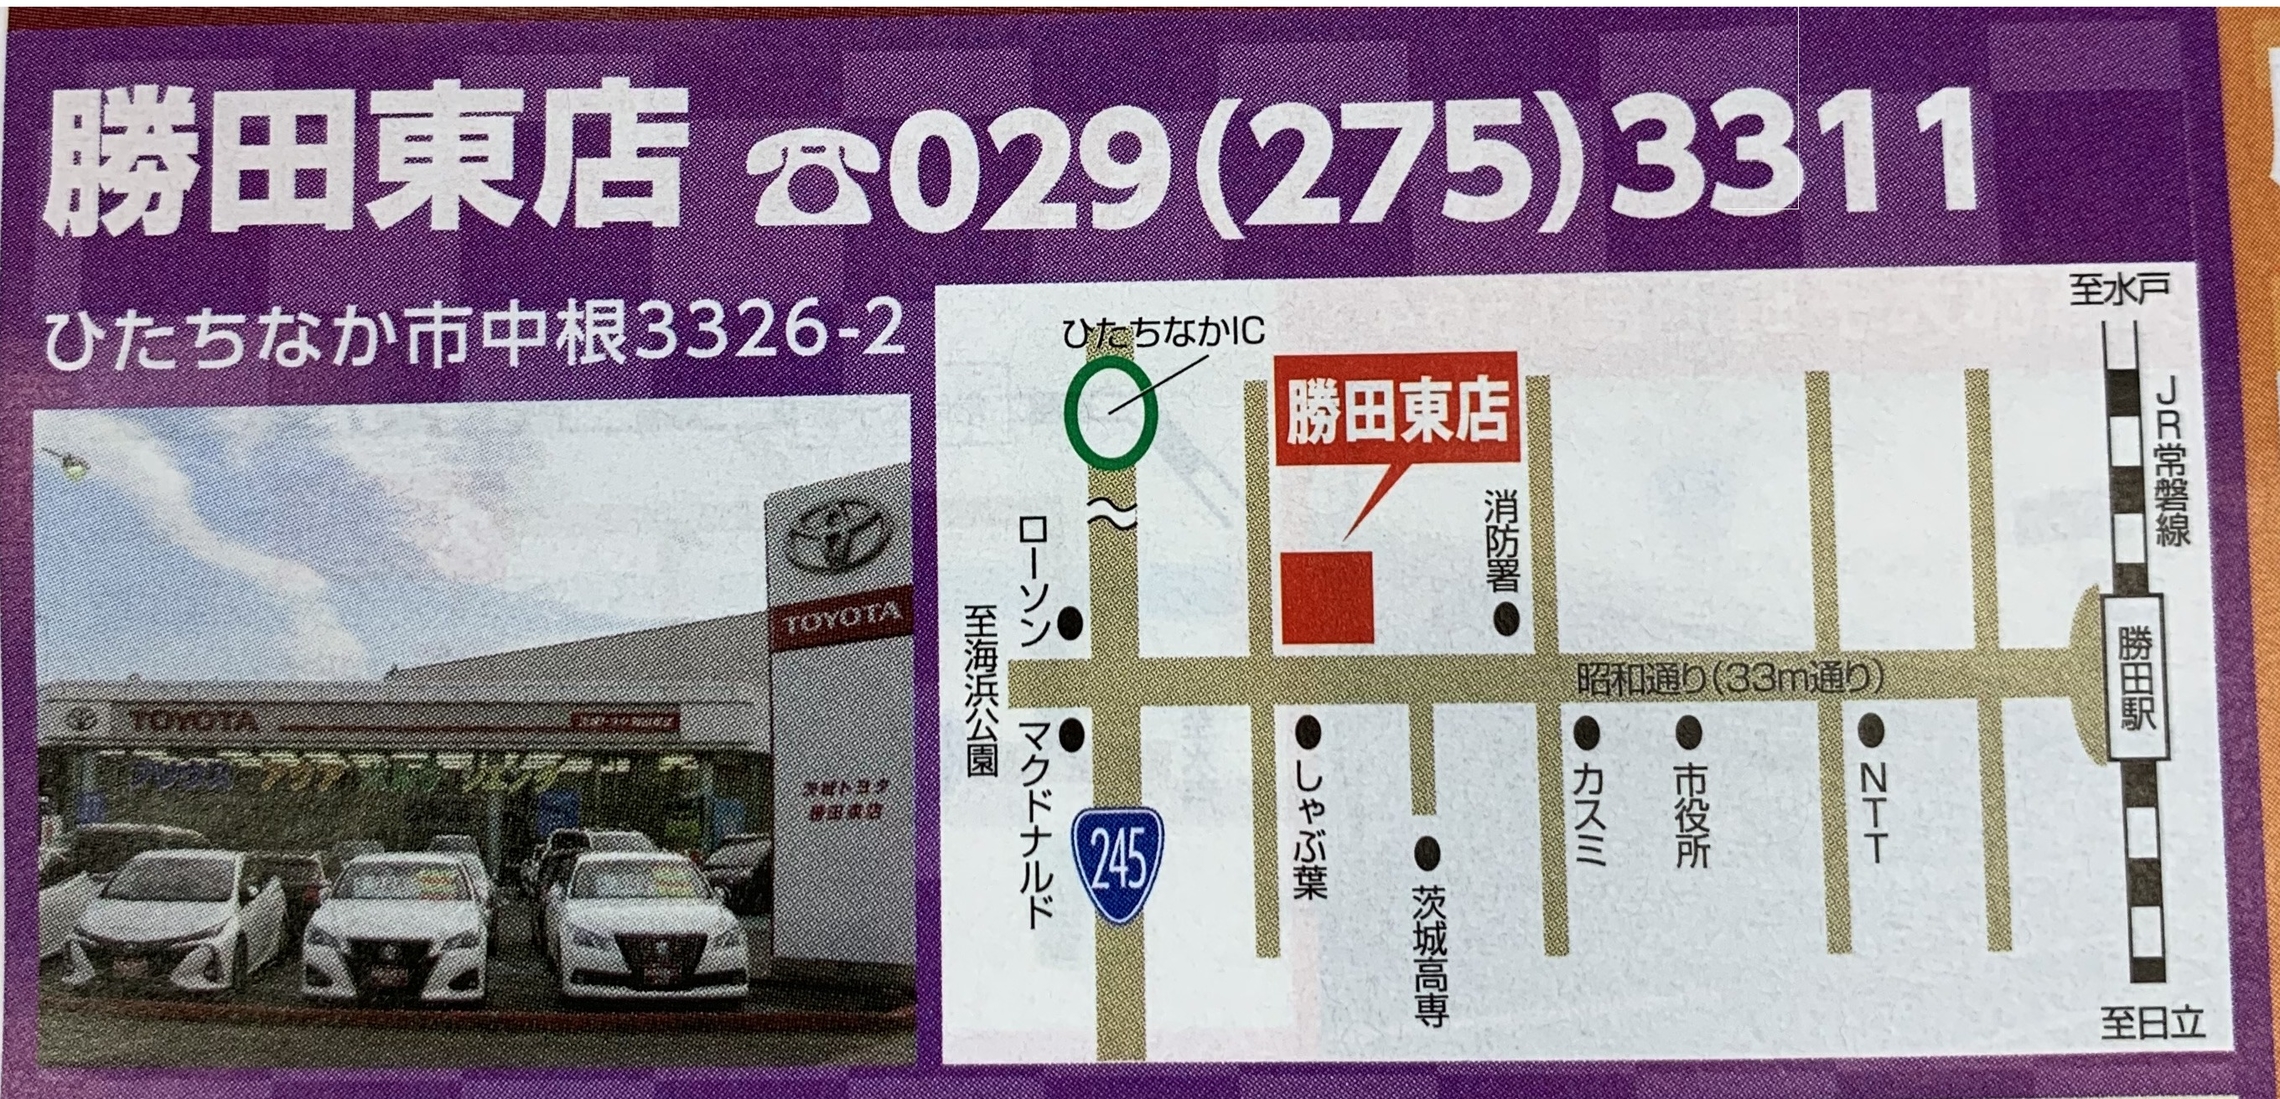 勝田東店 ☎029(275)3311
ひたちなか市中根3326-2
TOYOTA
TOYOTA
茨城トヨタ
勝田東店
至水戸
ひたちなかIC
勝田東店
JR常磐線
消防署
ローソン
至海浜公園
昭和通り(33m通り)
勝田駅
マクドナルド
245
しゃぶ葉
茨城高専
カスミ
市役所
NTT
至日立